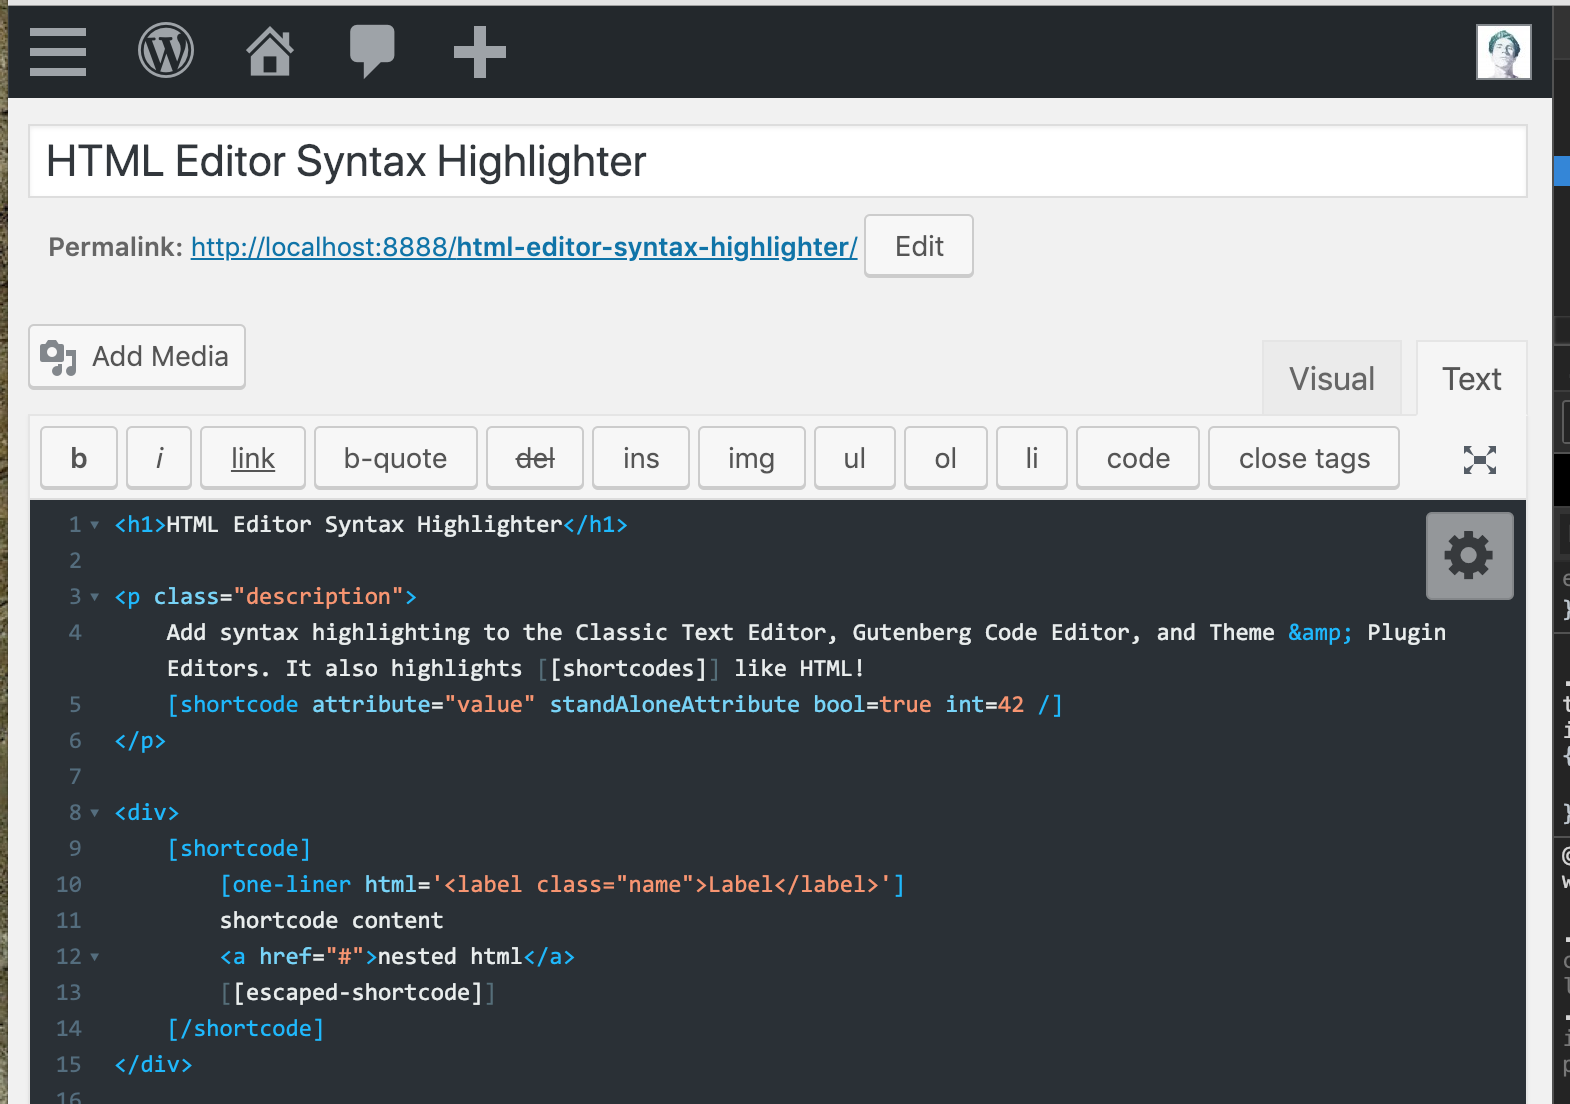 HTML Editor Syntax Highlighter
Permalink: http://localhost:8888/html-editor-syntax-highlighter/ Edit
Add Media
Visual Text
b i link b-quote del ins img ul ol li code close tags
1 <h1>HTML Editor Syntax Highlighter</h1>
2
3 <p class="description">
4 Add syntax highlighting to the Classic Text Editor, Gutenberg Code Editor, and Theme &amp; Plugin
Editors. It also highlights [[shortcodes]] like HTML!
5 [shortcode attribute="value" standAloneAttribute bool=true int=42 /]
6 </p>
7
8 <div>
9 [shortcode]
10 [one-liner html='<label class="name">Label</label>']
11 shortcode content
12 <a href="#">nested html</a>
13 [[escaped-shortcode]]
14 [/shortcode]
15 </div>
16